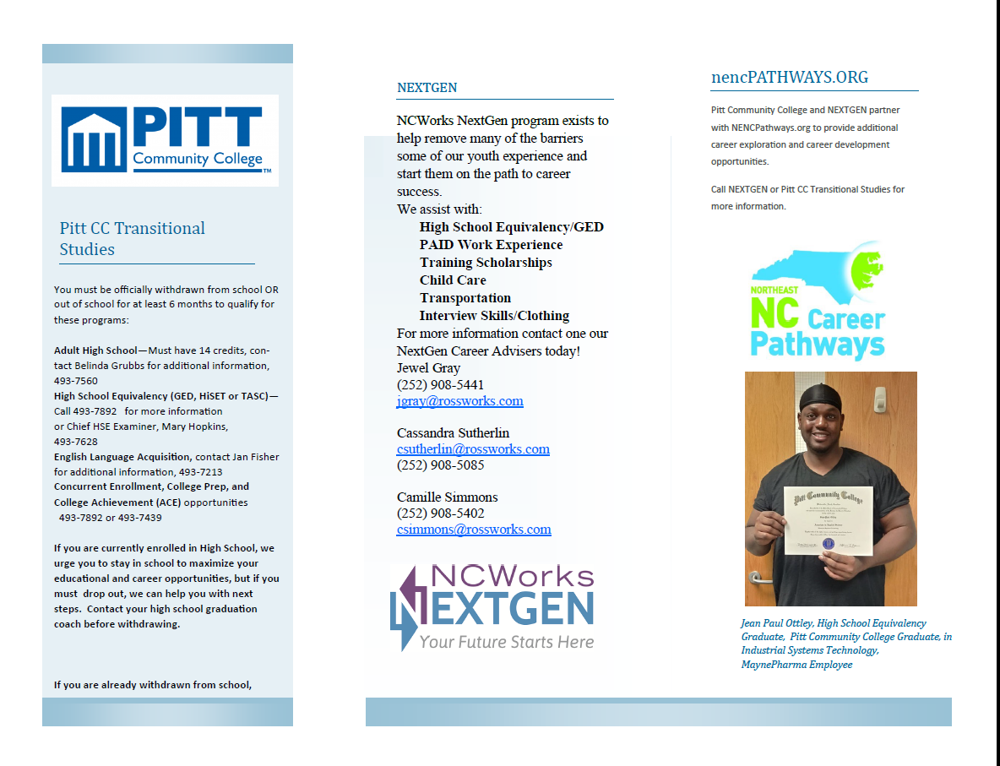 PITT
Community College
TM
Pitt CC Transitional
Studies
You must be officially withdrawn from school OR
out of school for at least 6 months to qualify for
these programs:
Adult High School—Must have 14 credits, con-
tact Belinda Grubbs for additional information,
493-7560
High School Equivalency (GED, HiSET or TASC)—
Call 493-7892 for more information
or Chief HSE Examiner, Mary Hopkins,
493-7628
English Language Acquisition, contact Jan Fisher
for additional information, 493-7213
Concurrent Enrollment, College Prep, and
College Achievement (ACE) opportunities
493-7892 or 493-7439
If you are currently enrolled in High School, we
urge you to stay in school to maximize your
educational and career opportunities, but if you
must drop out, we can help you with next
steps. Contact your high school graduation
coach before withdrawing.
If you are already withdrawn from school,
NEXTGEN
NCWorks NextGen program exists to
help remove many of the barriers
some of our youth experience and
start them on the path to career
success.
We assist with:
High School Equivalency/GED
PAID Work Experience
Training Scholarships
Child Care
Transportation
Interview Skills/Clothing
For more information contact one our
NextGen Career Advisers today!
Jewel Gray
(252) 908-5441
jgray@rossworks.com
Cassandra Sutherlin
csutherlin@rossworks.com
(252) 908-5085
Camille Simmons
(252) 908-5402
csimmons@rossworks.com
NCWorks
NEXTGEN
Your Future Starts Here
nencPATHWAYS.ORG
Pitt Community College and NEXTGEN partner
with NENCPathways.org to provide additional
career exploration and career development
opportunities.
Call NEXTGEN or Pitt CC Transitional Studies for
more information.
NORTHEAST
NC Career
Pathways
Pitt Community College
Jean Paul Ottley, High School Equivalency
Graduate, Pitt Community College Graduate, in
Industrial Systems Technology,
MaynePharma Employee